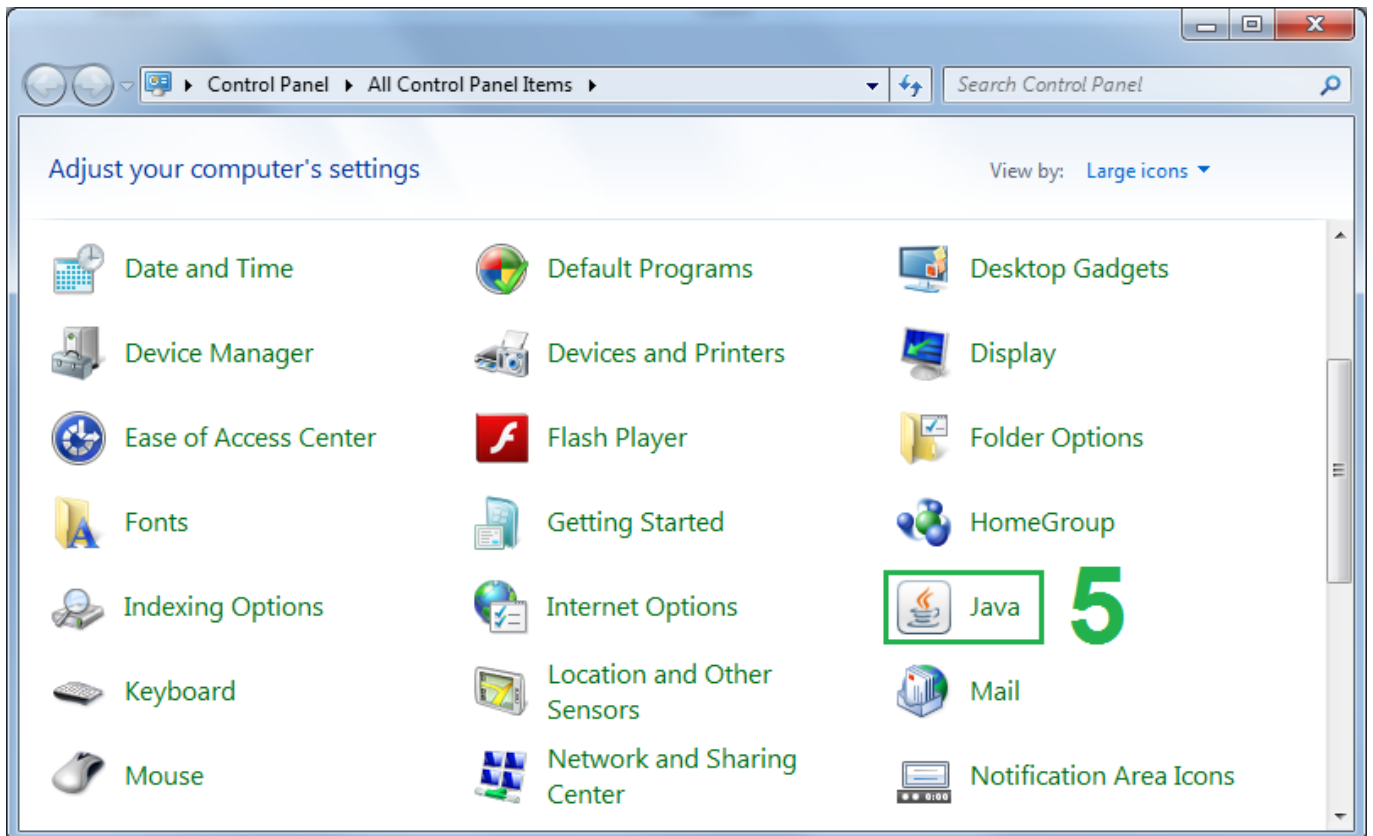 Control Panel ▸ All Control Panel Items ▸
Search Control Panel
Adjust your computer's settings
View by: Large icons
Date and Time
Default Programs
Desktop Gadgets
Device Manager
Devices and Printers
Display
Ease of Access Center
Flash Player
Folder Options
Fonts
Getting Started
HomeGroup
Indexing Options
Internet Options
Java
5
Keyboard
Location and Other
Sensors
Mail
Mouse
Network and Sharing
Center
Notification Area Icons